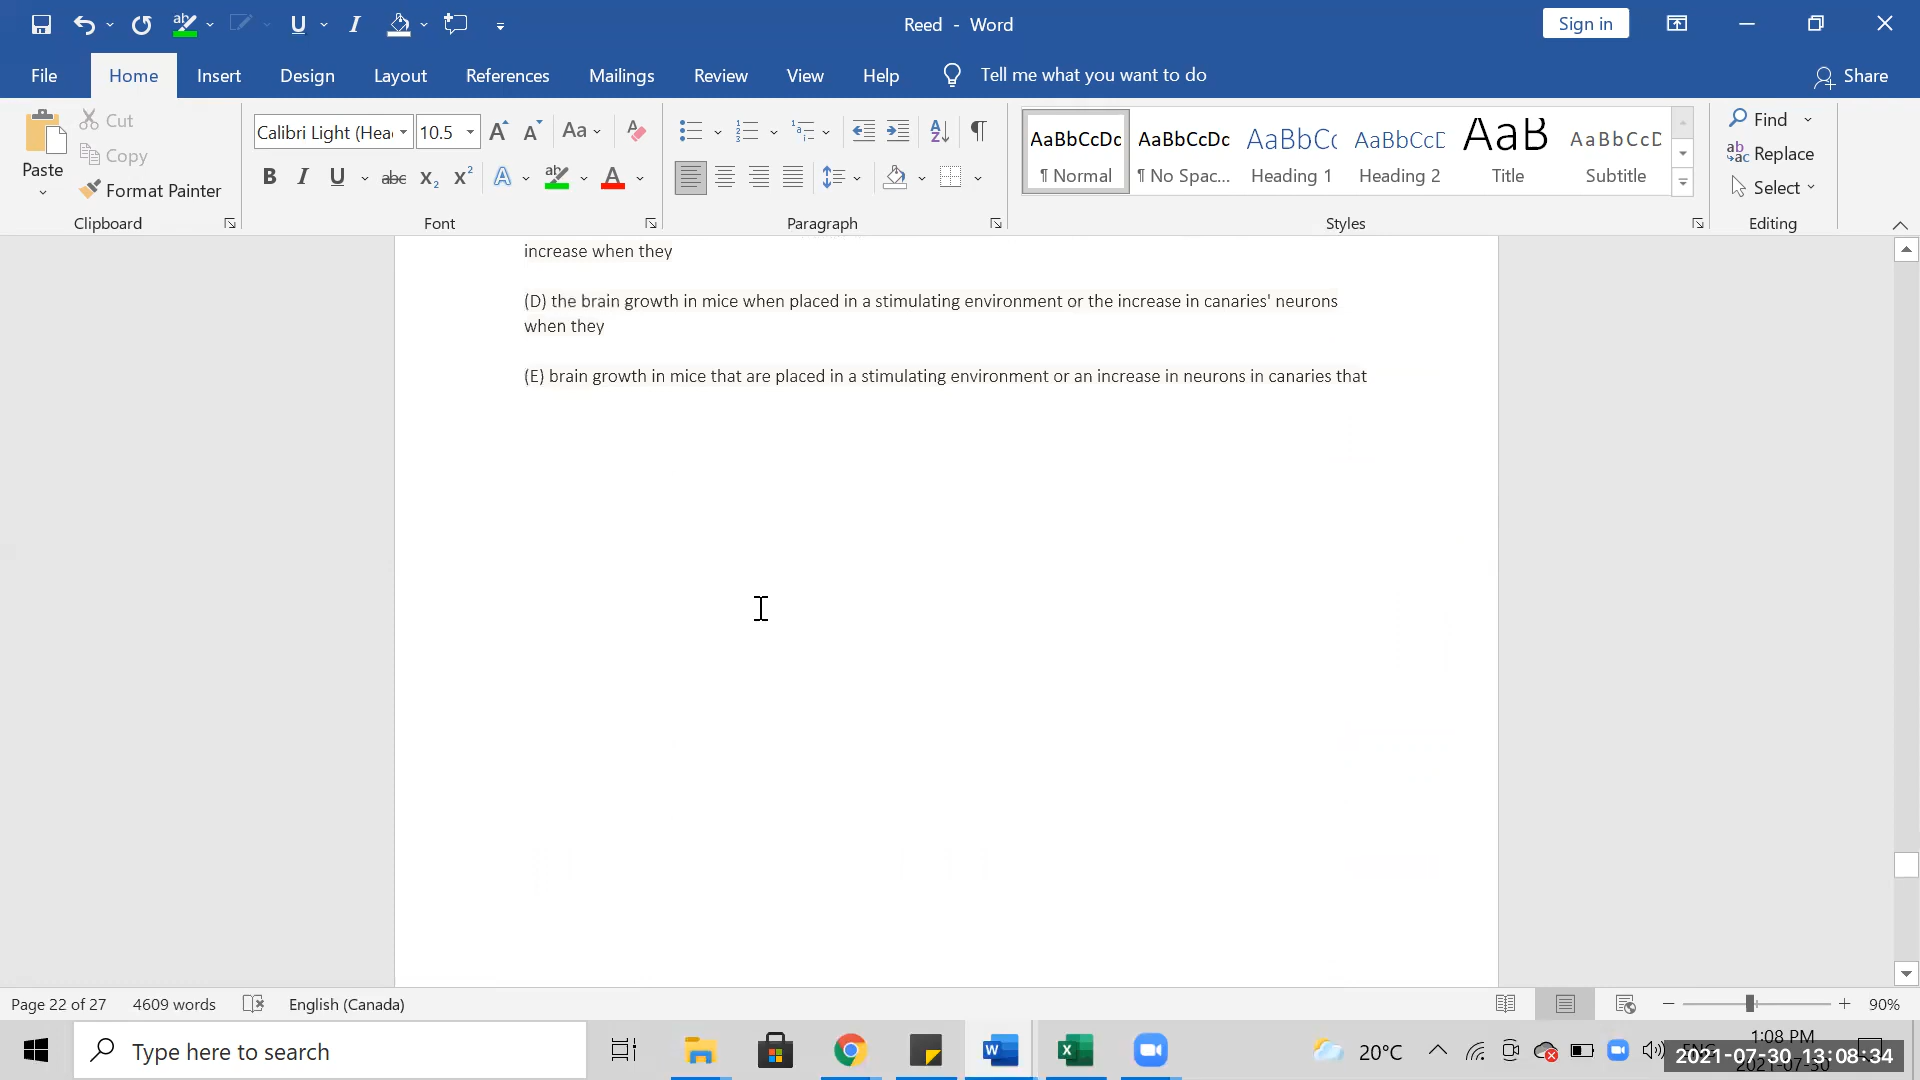 Reed - Word
Sign in
File Home Insert Design Layout References Mailings Review View Help Tell me what you want to do Share
Paste Cut Copy Format Painter Clipboard
Calibri Light (Hea 10.5 Aa Font
B I U abc X₂ X² A A
Paragraph
AaBbCcDc AaBbCcDc AaBbCc AaBbCcD AaB AaBbCcD
¶ Normal ¶ No Spac... Heading 1 Heading 2 Title Subtitle
Styles
Find
Replace
Select
Editing
increase when they
(D) the brain growth in mice when placed in a stimulating environment or the increase in canaries' neurons
when they
(E) brain growth in mice that are placed in a stimulating environment or an increase in neurons in canaries that
Page 22 of 27 4609 words English (Canada) 90%
Type here to search 20°C 1:08 PM
2021-07-30 13:08:34